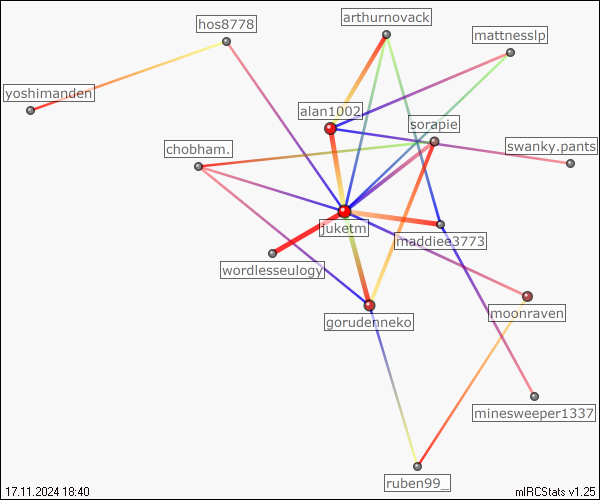 arthurnovack
hos8778
mattnesslp
yoshimanden
alan1002
sorapie
chobham.
swanky.pants
juketm
maddiee3773
wordlesseulogy
moonraven
gorudenneko
minesweeper1337
ruben99_
17.11.2024 18:40
mIRCStats v1.25